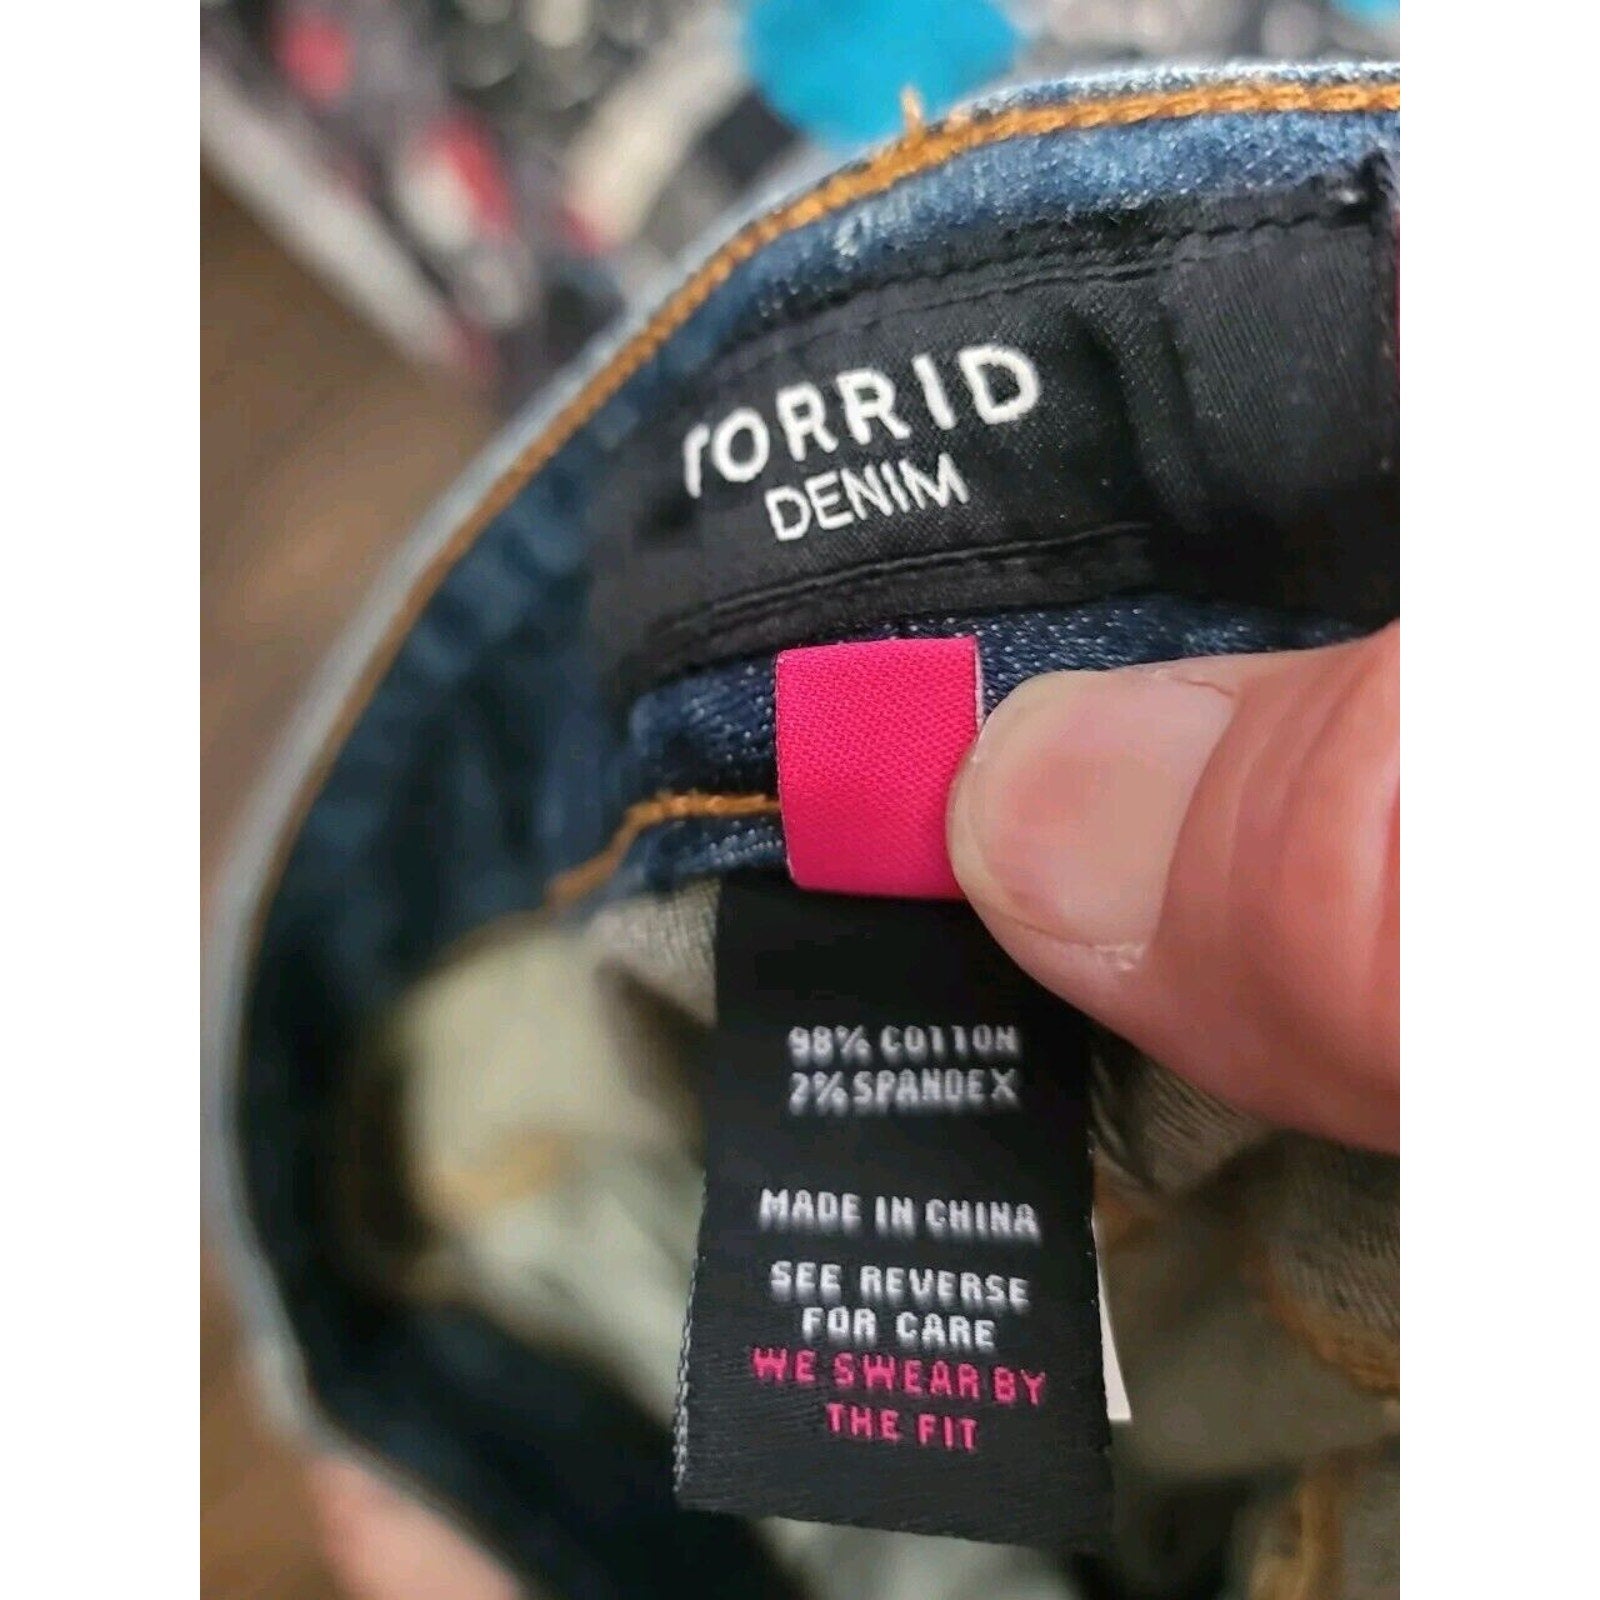 TORRID
DENIM
98% COTTON
2% SPANDEX
MADE IN CHINA
SEE REVERSE
FOR CARE
WE SWEAR BY
THE FIT